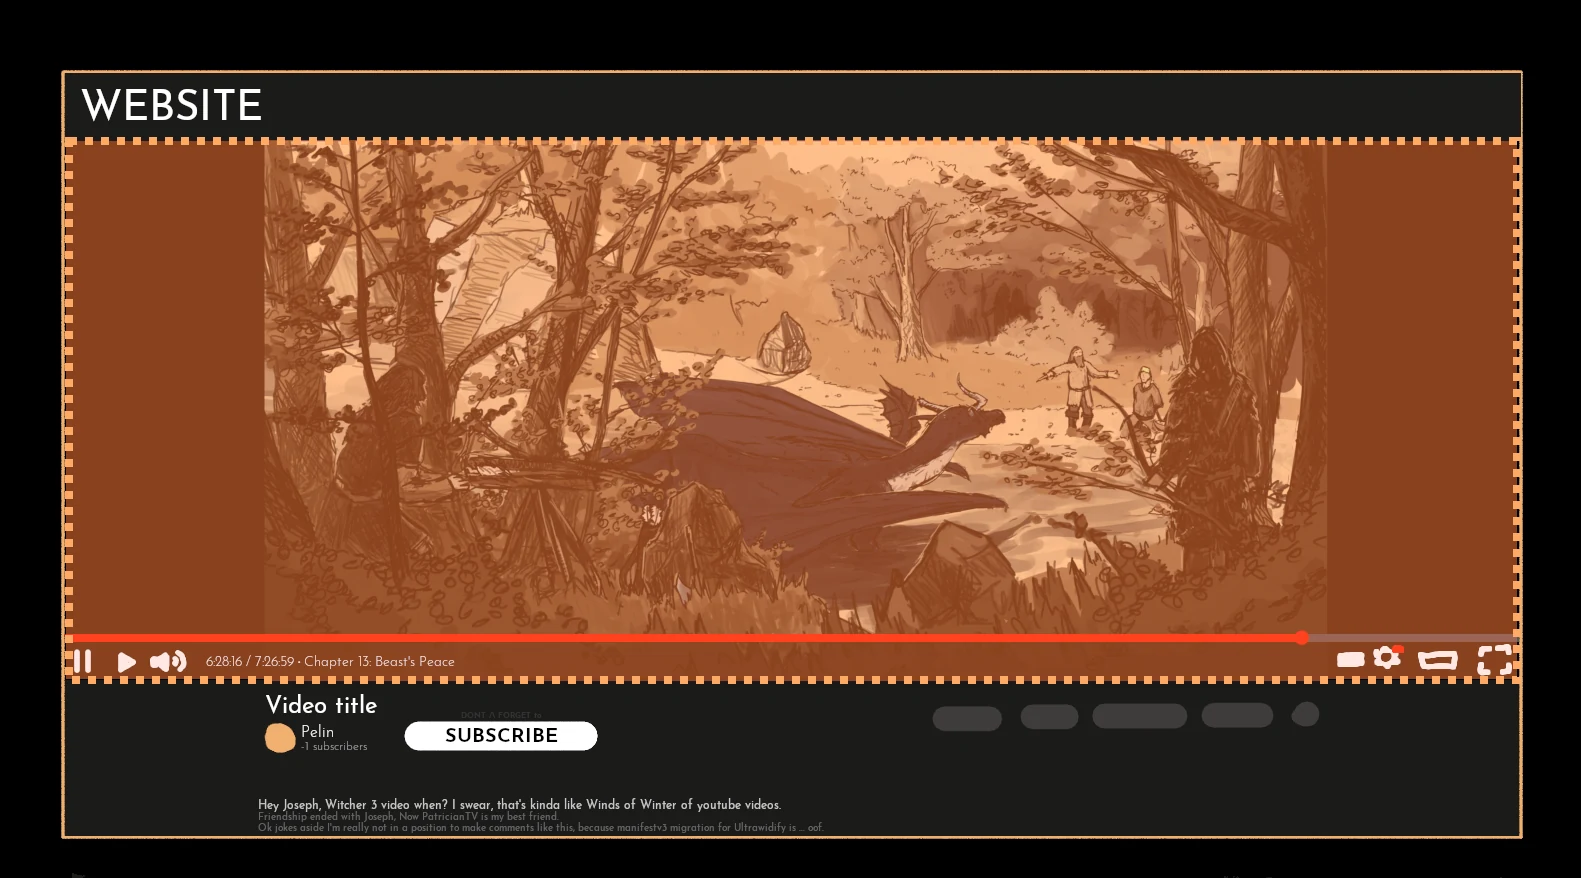 WEBSITE
6:28:16 / 7:26:59 • Chapter 13: Beast's Peace
Video title
Pelin
-1 subscribers
DONT FORGET to
SUBSCRIBE
Hey Joseph, Witcher 3 video when? I swear, that's kinda like Winds of Winter of youtube videos.
Friendship ended with Joseph, Now PatricianTV is my best friend.
Ok jokes aside I'm really not in a position to make comments like this, because manifestv3 migration for Ultrawidify is ... oof.